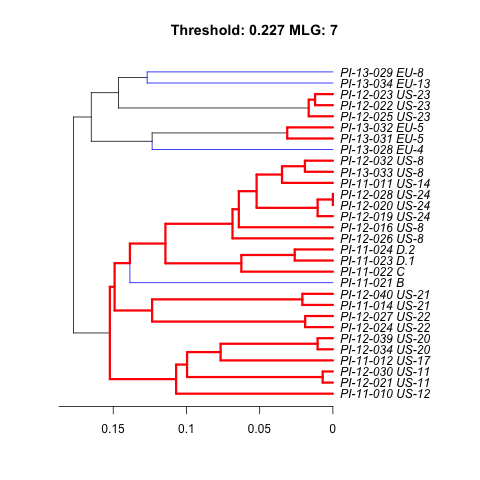 Threshold: 0.227 MLG: 7
PI-13-029 EU-8
PI-13-034 EU-13
PI-12-023 US-23
PI-12-022 US-23
PI-12-025 US-23
PI-13-032 EU-5
PI-13-031 EU-5
PI-13-028 EU-4
PI-12-032 US-8
PI-13-033 US-8
PI-11-011 US-14
PI-12-028 US-24
PI-12-020 US-24
PI-12-019 US-24
PI-12-016 US-8
PI-12-026 US-8
PI-11-024 D.2
PI-11-023 D.1
PI-11-022 C
PI-11-021 B
PI-12-040 US-21
PI-11-014 US-21
PI-12-027 US-22
PI-12-024 US-22
PI-12-039 US-20
PI-12-034 US-20
PI-11-012 US-17
PI-12-030 US-11
PI-12-021 US-11
PI-11-010 US-12
0.15 0.1 0.05 0